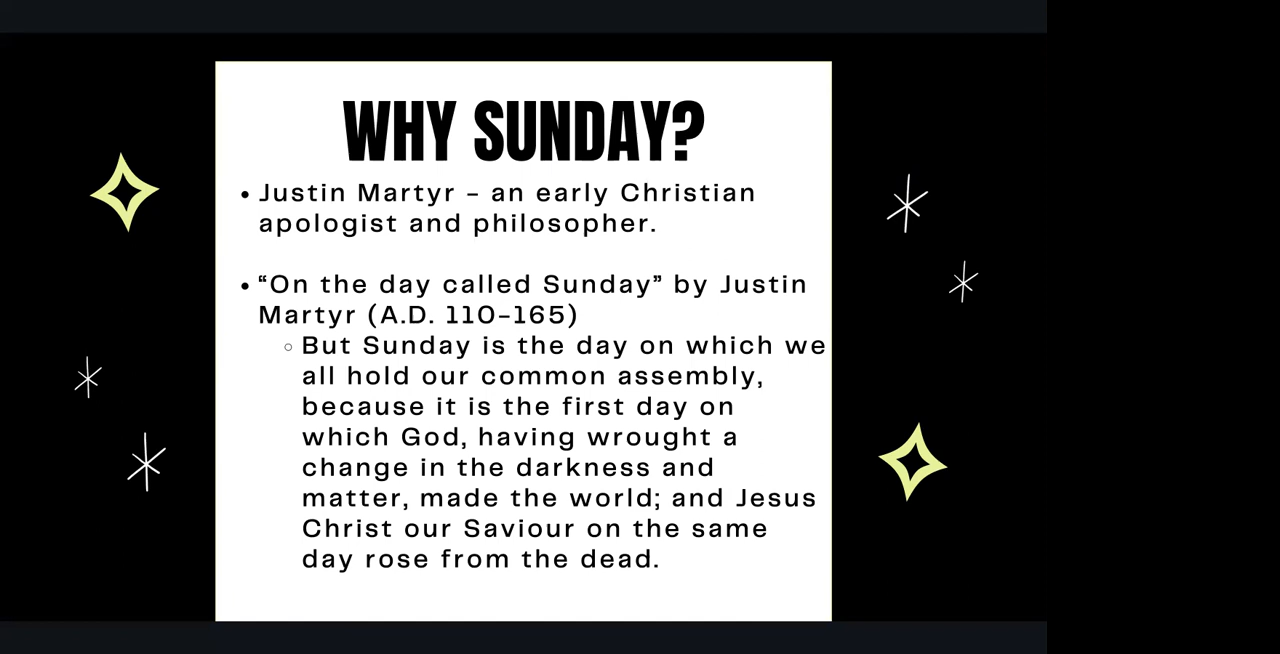 WHY SUNDAY?
• Justin Martyr – an early Christian
apologist and philosopher.
• “On the day called Sunday” by Justin
Martyr (A.D. 110–165)
◦ But Sunday is the day on which we
all hold our common assembly,
because it is the first day on
which God, having wrought a
change in the darkness and
matter, made the world; and Jesus
Christ our Saviour on the same
day rose from the dead.